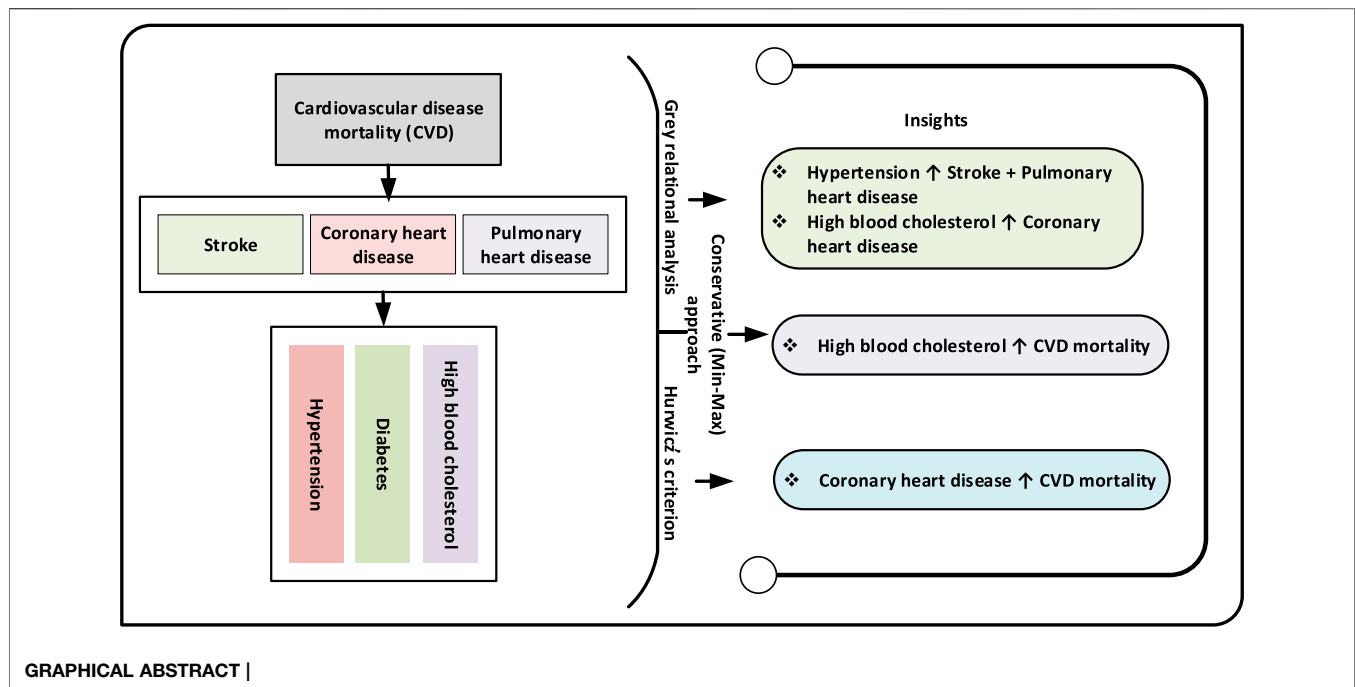 Cardiovascular disease
mortality (CVD)
Stroke
Coronary heart
disease
Pulmonary
heart disease
Hypertension
Diabetes
High blood cholesterol
Grey relational analysis
Conservative (Min-Max)
approach
Hurwicź s criterion
Insights
❖ Hypertension ↑ Stroke + Pulmonary
heart disease
❖ High blood cholesterol ↑ Coronary
heart disease
❖ High blood cholesterol ↑ CVD mortality
❖ Coronary heart disease ↑ CVD mortality
GRAPHICAL ABSTRACT |